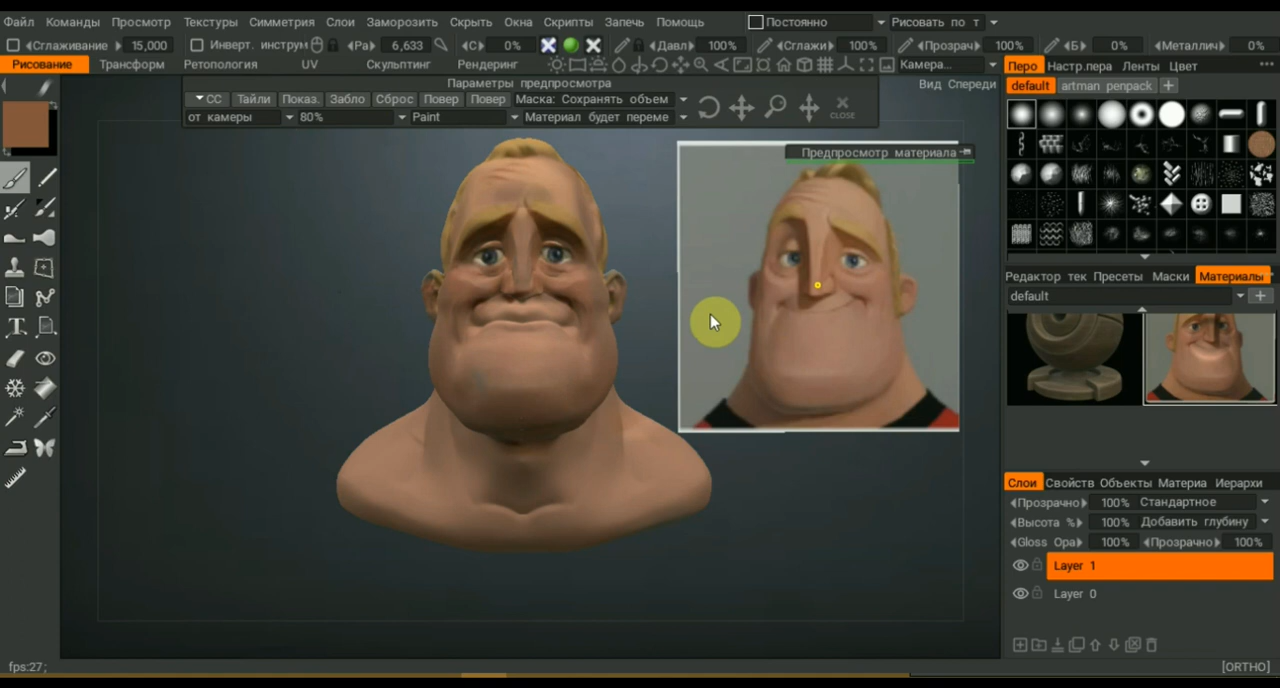 Файл Команды Просмотр Текстуры Симметрия Слои Заморозить Скрыть Окна Скрипты Запечь Помощь Постоянно Рисовать по т
Сглаживание 15,000 Инверт. инструм Ра 6,633 С 0% Давл 100% Сглажи 100% Прозрач 100% Б 0% Металлич 0%
Рисование Трансформ Ретопология UV Скульптинг Рендеринг Камера...
Перо Настр.пера Ленты Цвет
Параметры предпросмотра
Вид Спереди
default artman penpack
СС Тайли Показ. Забло Сброс Повер Повер Маска: Сохранять объем
от камеры 80% Paint Материал будет переме
CLOSE
Предпросмотр материала
Редактор тек Пресеты Маски Материалы
default
Слои Свойств Объекты Материа Иерархи
Прозрачно 100% Стандартное
Высота % 100% Добавить глубину
Gloss Opa 100% Прозрачно 100%
Layer 1
Layer 0
fps:27;
[ORTHO]